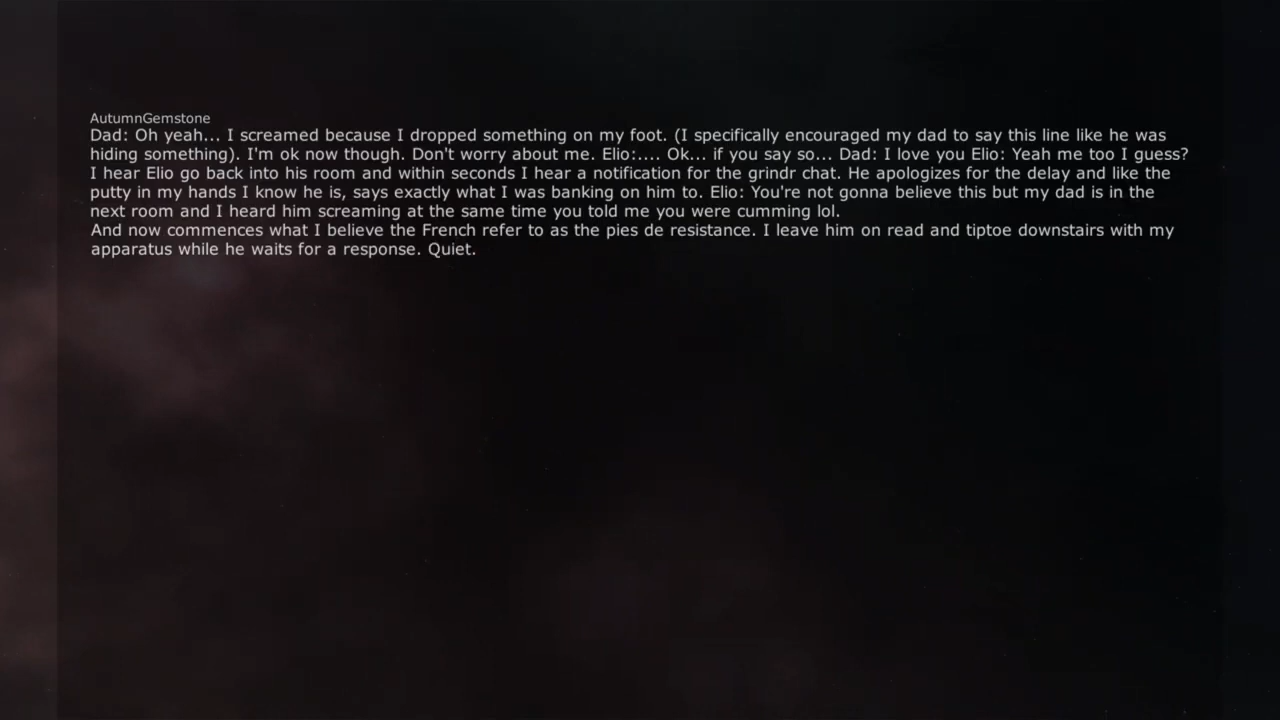 AutumnGemstone
Dad: Oh yeah... I screamed because I dropped something on my foot. (I specifically encouraged my dad to say this line like he was
hiding something). I'm ok now though. Don't worry about me. Elio:.... Ok... if you say so... Dad: I love you Elio: Yeah me too I guess?
I hear Elio go back into his room and within seconds I hear a notification for the grindr chat. He apologizes for the delay and like the
putty in my hands I know he is, says exactly what I was banking on him to. Elio: You're not gonna believe this but my dad is in the
next room and I heard him screaming at the same time you told me you were cumming lol.
And now commences what I believe the French refer to as the pies de resistance. I leave him on read and tiptoe downstairs with my
apparatus while he waits for a response. Quiet.